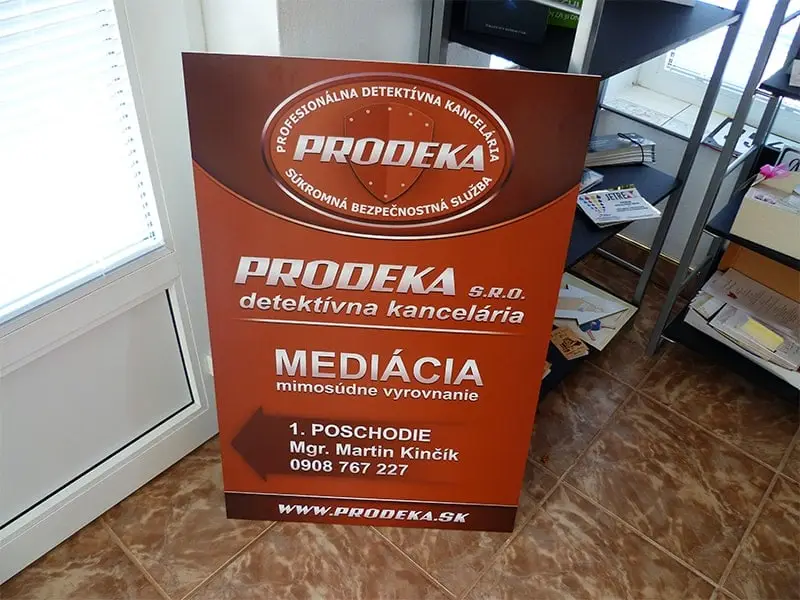 PROFESIONÁLNA DETEKTÍVNA KANCELÁRIA
PRODEKA
SÚKROMNÁ BEZPEČNOSTNÁ SLUŽBA
PRODEKA S.R.O.
detektívna kancelária
MEDIÁCIA
mimosúdne vyrovnanie
1. POSCHODIE
Mgr. Martin Kinčík
0908 767 227
WWW.PRODEKA.SK